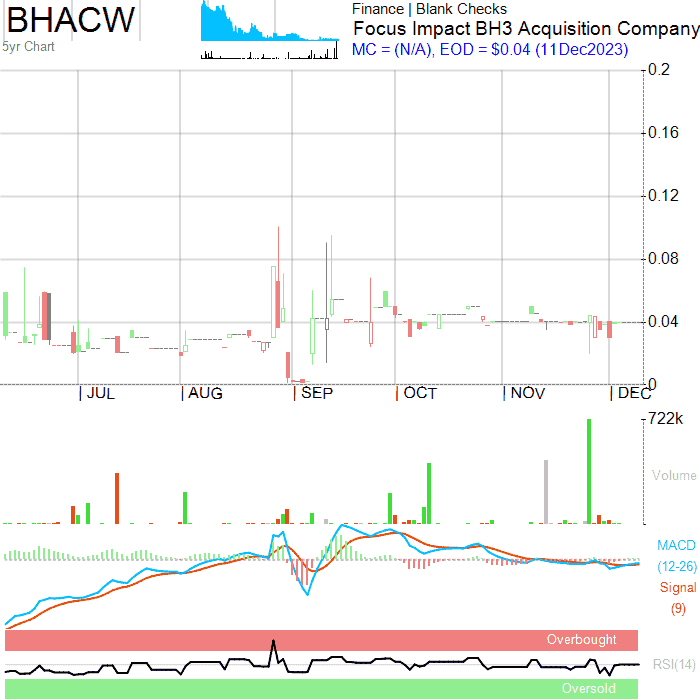 BHACW
5yr Chart
Finance | Blank Checks
Focus Impact BH3 Acquisition Company
MC = (N/A), EOD = $0.04 (11Dec2023)
0.2
0.16
0.12
0.08
0.04
0
JUL AUG SEP OCT NOV DEC
722k
Volume
MACD
(12-26)
Signal
(9)
Overbought
RSI(14)
Oversold